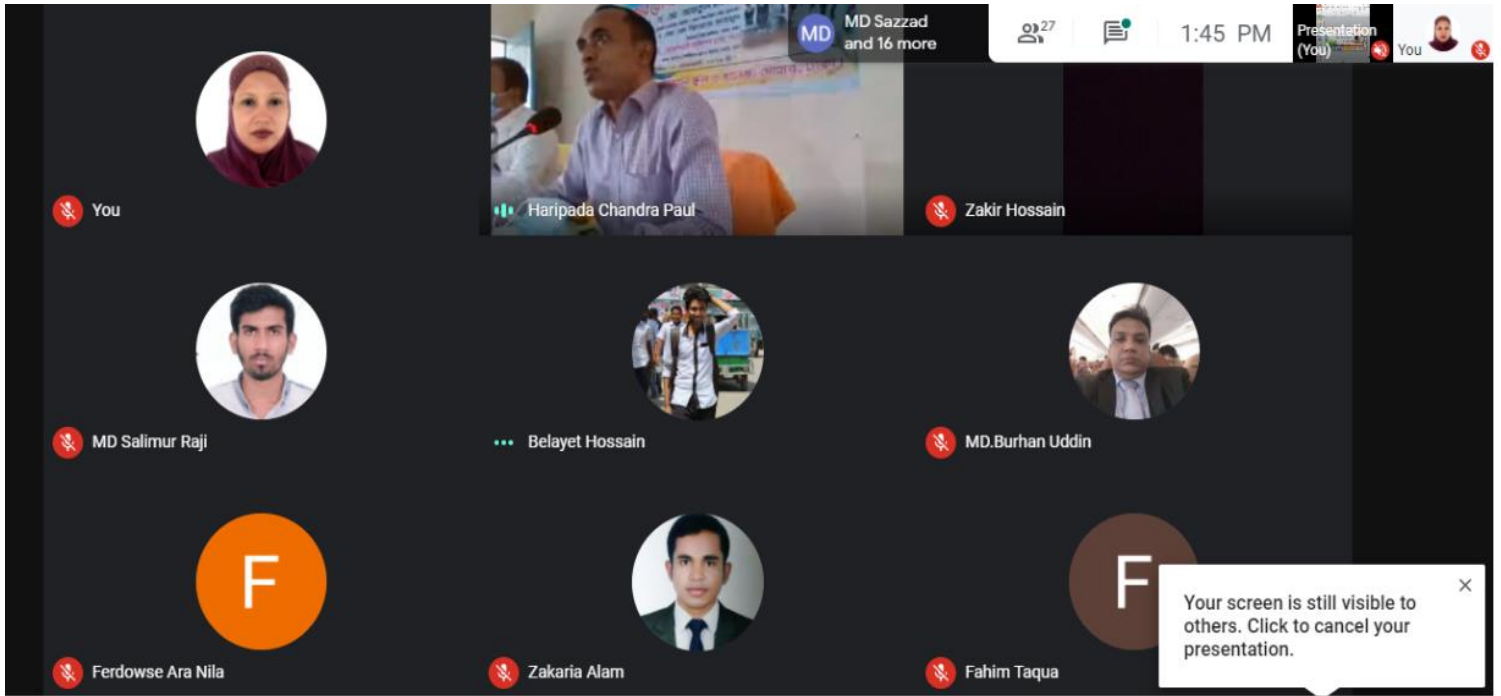 MD
MD Sazzad
and 16 more
27
1:45 PM
Presentation
(You)
You
You
Haripada Chandra Paul
Zakir Hossain
MD Salimur Raji
Belayet Hossain
MD.Burhan Uddin
F
F
Ferdowse Ara Nila
Zakaria Alam
Fahim Taqua
Your screen is still visible to
others. Click to cancel your
presentation.